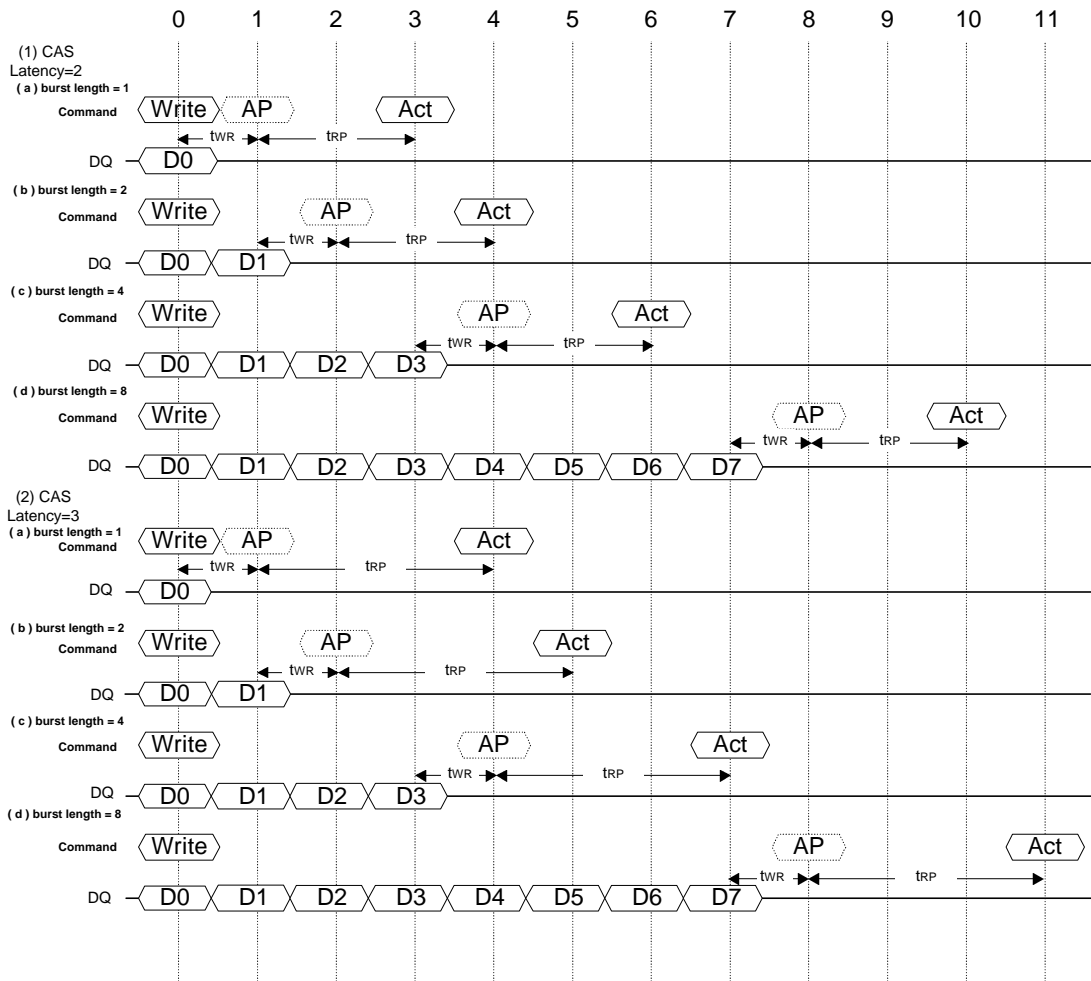 0 1 2 3 4 5 6 7 8 9 10 11
(1) CAS
Latency=2
( a ) burst length = 1
Command Write AP Act
tWR tRP
DQ D0
( b ) burst length = 2
Command Write AP Act
tWR tRP
DQ D0 D1
( c ) burst length = 4
Command Write AP Act
tWR tRP
DQ D0 D1 D2 D3
( d ) burst length = 8
Command Write AP Act
tWR tRP
DQ D0 D1 D2 D3 D4 D5 D6 D7
(2) CAS
Latency=3
( a ) burst length = 1
Command Write AP Act
tWR tRP
DQ D0
( b ) burst length = 2
Command Write AP Act
tWR tRP
DQ D0 D1
( c ) burst length = 4
Command Write AP Act
tWR tRP
DQ D0 D1 D2 D3
( d ) burst length = 8
Command Write AP Act
tWR tRP
DQ D0 D1 D2 D3 D4 D5 D6 D7